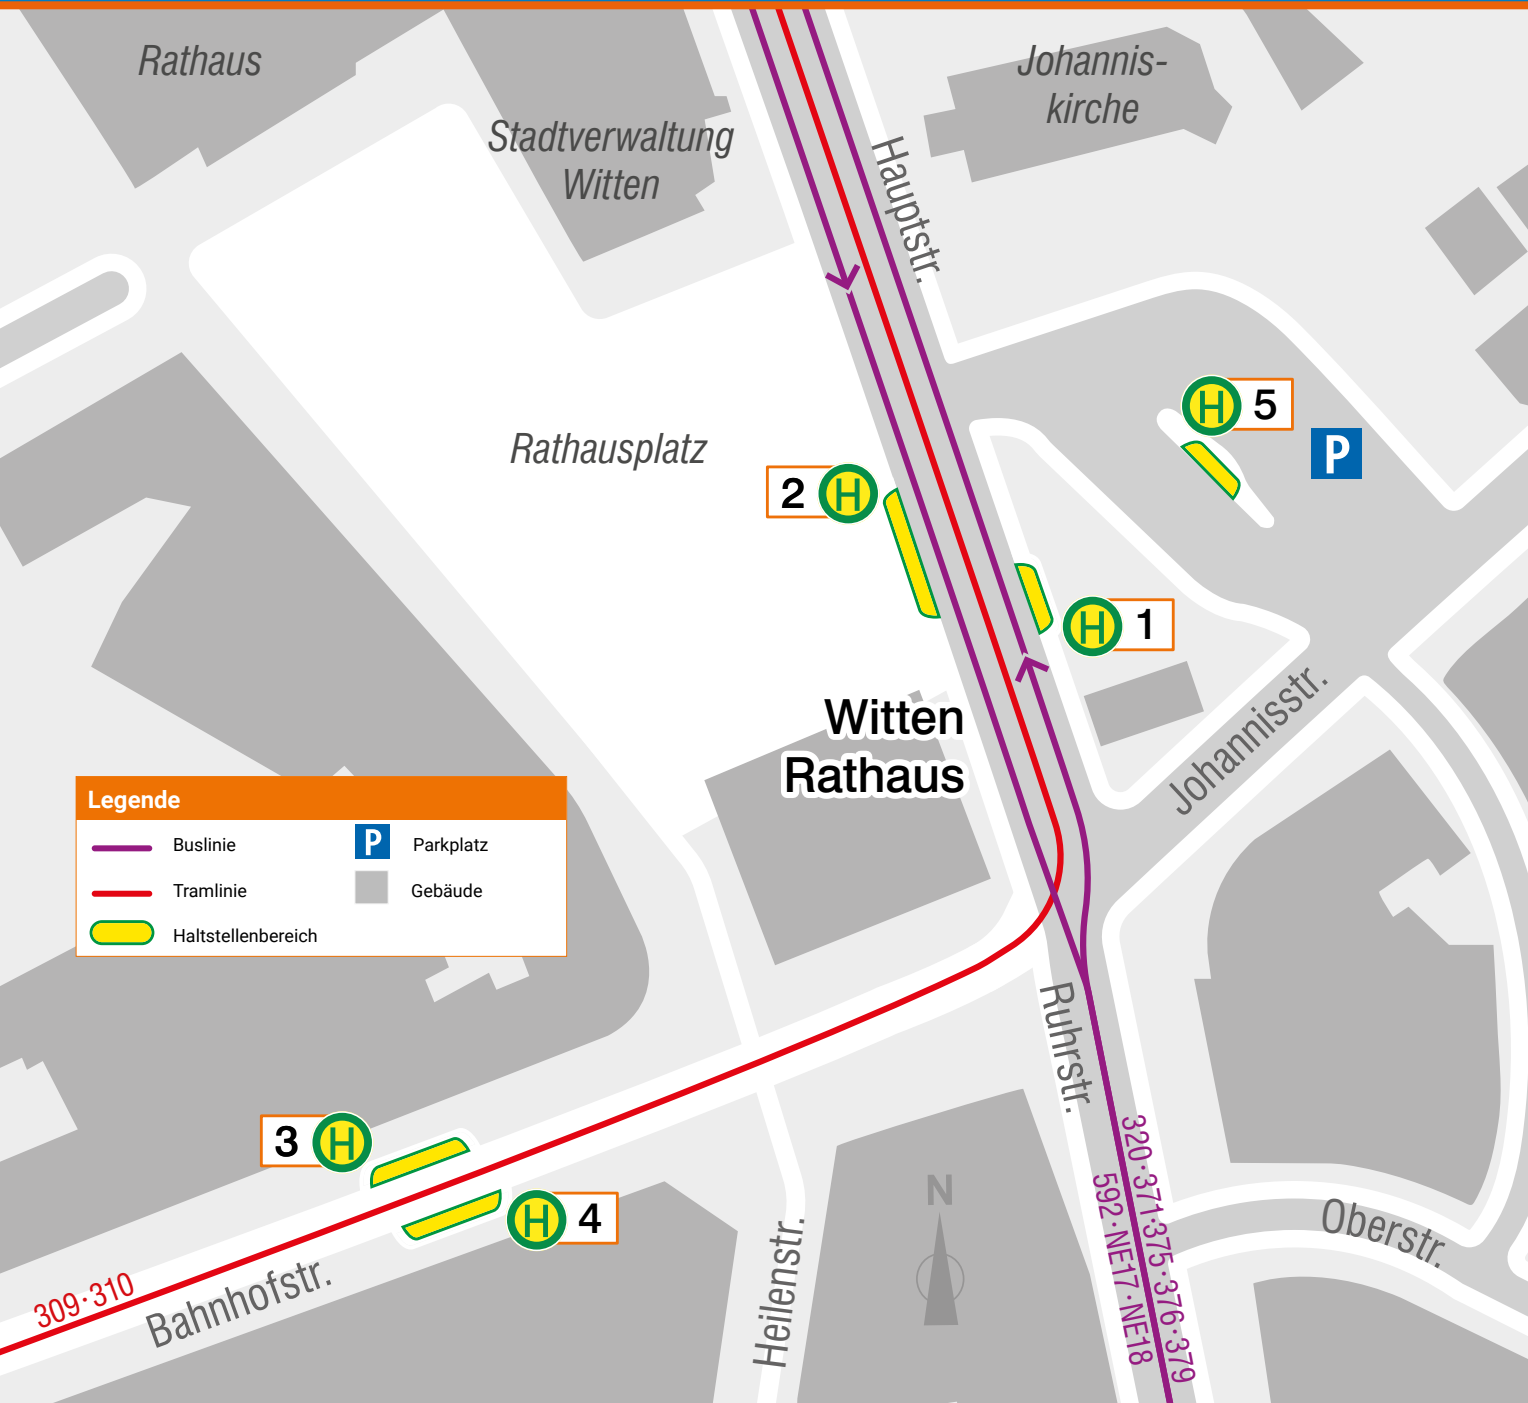 Rathaus
Stadtverwaltung
Witten
Johannis-
kirche
Hauptstr.
Rathausplatz
H 5
P
2 H
H 1
Witten
Rathaus
Johannisstr.
Legende
Buslinie
P Parkplatz
Tramlinie
Gebäude
Haltstellenbereich
Ruhrstr.
3 H
H 4
N
320·371·375·376·379
592·NE17·NE18
Oberstr.
Heilenstr.
309·310
Bahnhofstr.